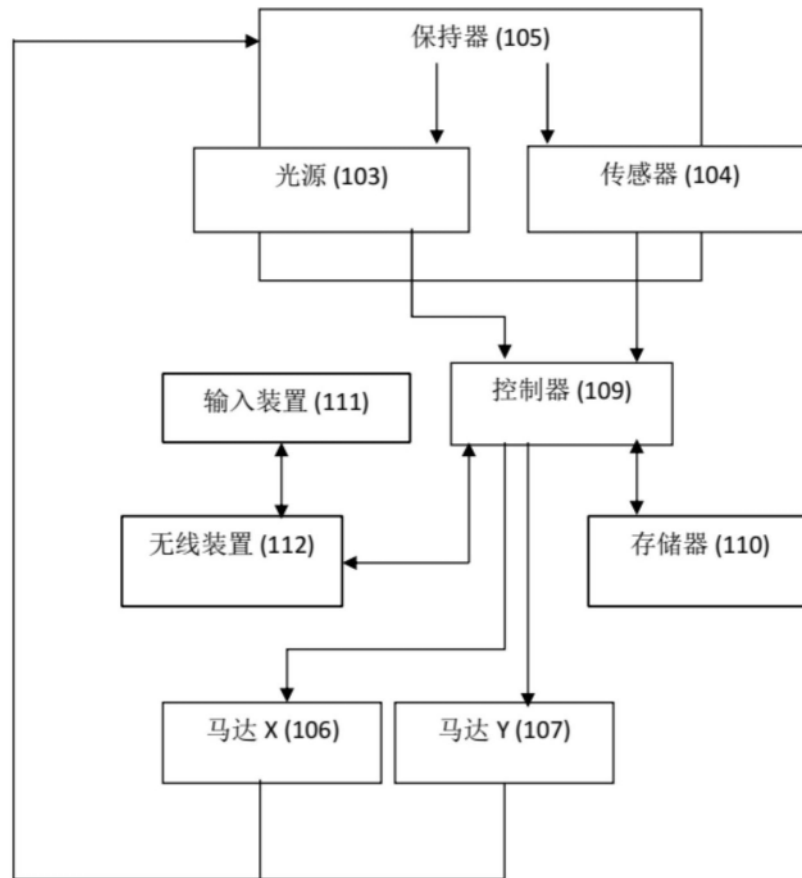 保持器 (105)
光源 (103)
传感器 (104)
控制器 (109)
输入装置 (111)
无线装置 (112)
存储器 (110)
马达 X (106)
马达 Y (107)